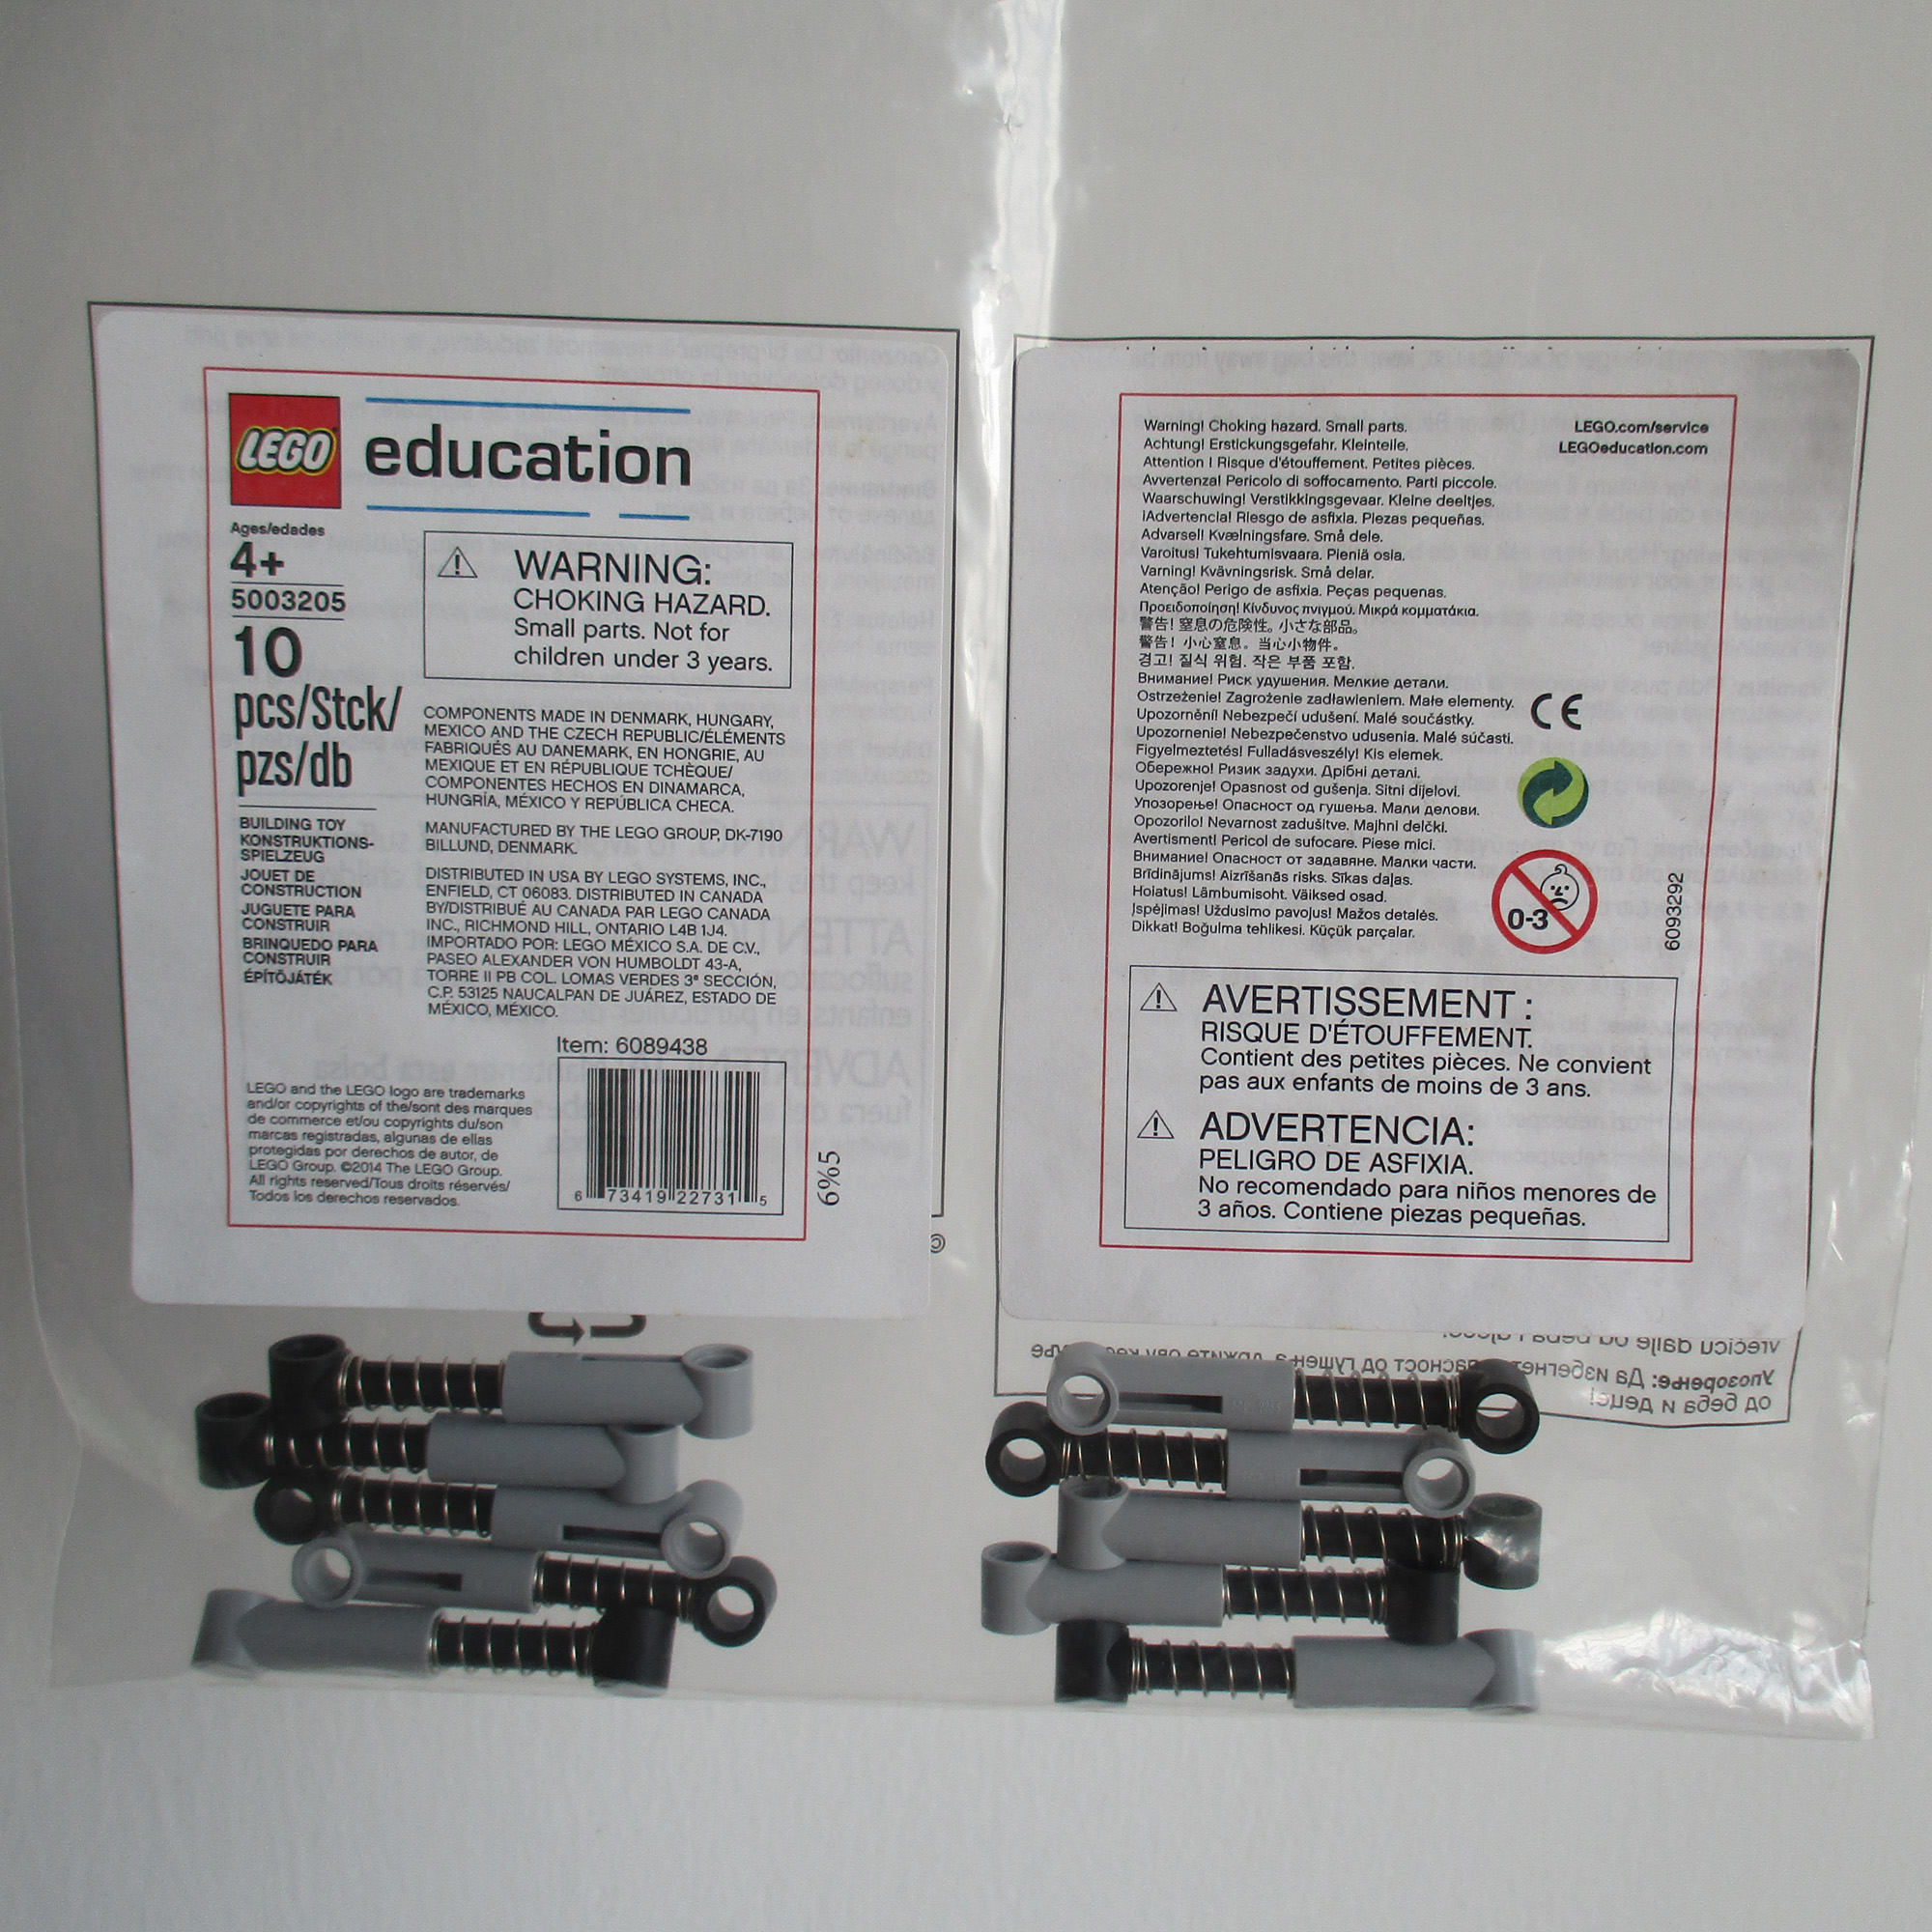 LEGO education
Ages/edades
4+
5003205
10
pcs/Stck/
pzs/db
BUILDING TOY
KONSTRUKTIONS-
SPIELZEUG
JOUET DE
CONSTRUCTION
JUGUETE PARA
CONSTRUIR
BRINQUEDO PARA
CONSTRUIR
ÉPÍTŐJÁTÉK
WARNING:
CHOKING HAZARD.
Small parts. Not for
children under 3 years.
COMPONENTS MADE IN DENMARK, HUNGARY,
MEXICO AND THE CZECH REPUBLIC/ÉLÉMENTS
FABRIQUÉS AU DANEMARK, EN HONGRIE, AU
MEXIQUE ET EN RÉPUBLIQUE TCHÈQUE/
COMPONENTES HECHOS EN DINAMARCA,
HUNGRÍA, MÉXICO Y REPÚBLICA CHECA.
MANUFACTURED BY THE LEGO GROUP, DK-7190
BILLUND, DENMARK.
DISTRIBUTED IN USA BY LEGO SYSTEMS, INC.,
ENFIELD, CT 06083. DISTRIBUTED IN CANADA
BY/DISTRIBUÉ AU CANADA PAR LEGO CANADA
INC., RICHMOND HILL, ONTARIO L4B 1J4.
IMPORTADO POR: LEGO MÉXICO S.A. DE C.V.,
PASEO ALEXANDER VON HUMBOLDT 43-A,
TORRE II PB COL. LOMAS VERDES 3ª SECCIÓN,
C.P. 53125 NAUCALPAN DE JUÁREZ, ESTADO DE
MÉXICO, MÉXICO.
Item: 6089438
LEGO and the LEGO logo are trademarks
and/or copyrights of the/sont des marques
de commerce et/ou copyrights du/son
marcas registradas, algunas de ellas
protegidas por derechos de autor, de
LEGO Group. ©2014 The LEGO Group.
All rights reserved/Tous droits réservés/
Todos los derechos reservados.
6 73419 22731 5
Warning! Choking hazard. Small parts.
Achtung! Erstickungsgefahr. Kleinteile.
Attention ! Risque d'étouffement. Petites pièces.
Avvertenza! Pericolo di soffocamento. Parti piccole.
Waarschuwing! Verstikkingsgevaar. Kleine deeltjes.
¡Advertencia! Riesgo de asfixia. Piezas pequeñas.
Advarsel! Kvælningsfare. Små dele.
Varoitus! Tukehtumisvaara. Pieniä osia.
Varning! Kvävningsrisk. Små delar.
Atenção! Perigo de asfixia. Peças pequenas.
Προειδοποίηση! Κίνδυνος πνιγμού. Μικρά κομματάκια.
警告! 窒息の危険性。小さな部品。
警告! 小心窒息。当心小物件。
경고! 질식 위험. 작은 부품 포함.
Внимание! Риск удушения. Мелкие детали.
Ostrzeżenie! Zagrożenie zadławieniem. Małe elementy.
Upozornění! Nebezpečí udušení. Malé součástky.
Upozornenie! Nebezpečenstvo udusenia. Malé súčasti.
Figyelmeztetés! Fulladásveszély! Kis elemek.
Обережно! Ризик задухи. Дрібні деталі.
Upozorenje! Opasnost od gušenja. Sitni dijelovi.
Упозорење! Опасност од гушења. Мали делови.
Opozorilo! Nevarnost zadušitve. Majhni delčki.
Avertisment! Pericol de sufocare. Piese mici.
Внимание! Опасност от задавяне. Малки части.
Brīdinājums! Aizrīšanās risks. Sīkas daļas.
Hoiatus! Lämbumisoht. Väiksed osad.
Įspėjimas! Uždusimo pavojus! Mažos detalės.
Dikkat! Boğulma tehlikesi. Küçük parçalar.
LEGO.com/service
LEGOeducation.com
CE
0-3
6093292
AVERTISSEMENT :
RISQUE D'ÉTOUFFEMENT.
Contient des petites pièces. Ne convient
pas aux enfants de moins de 3 ans.
ADVERTENCIA:
PELIGRO DE ASFIXIA.
No recomendado para niños menores de
3 años. Contiene piezas pequeñas.